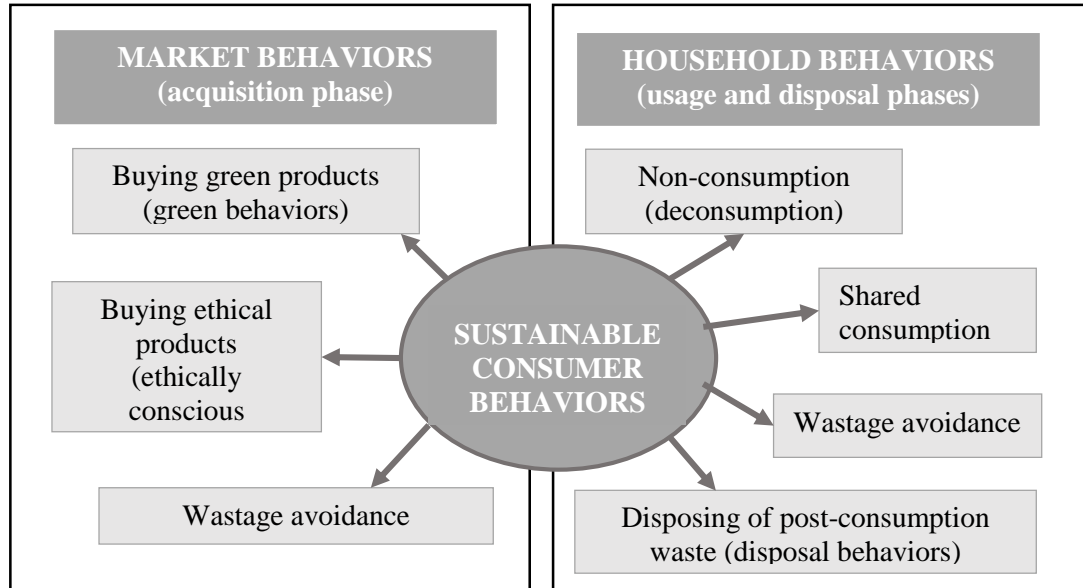 MARKET BEHAVIORS
(acquisition phase)
Buying green products
(green behaviors)
Buying ethical
products
(ethically
conscious
Wastage avoidance
SUSTAINABLE
CONSUMER
BEHAVIORS
HOUSEHOLD BEHAVIORS
(usage and disposal phases)
Non-consumption
(deconsumption)
Shared
consumption
Wastage avoidance
Disposing of post-consumption
waste (disposal behaviors)